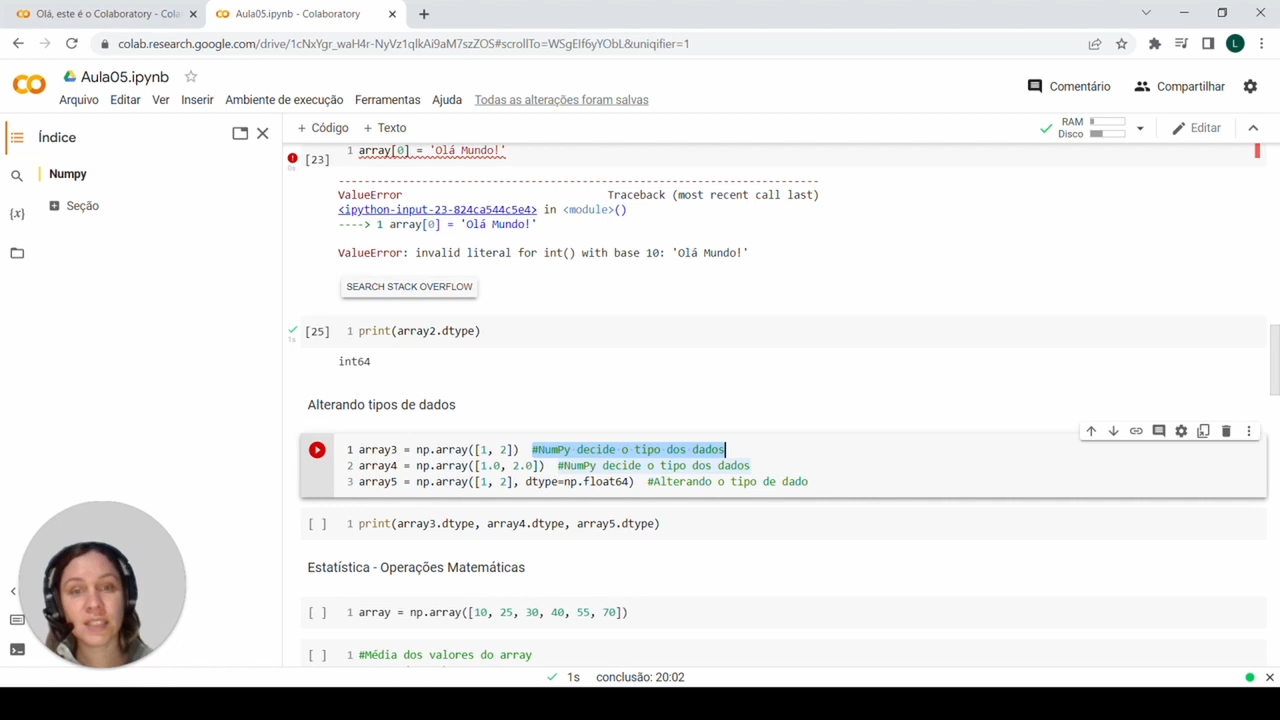 Olá, este é o Colaboratory - Cola
Aula05.ipynb - Colaboratory
colab.research.google.com/drive/1cNxYgr_waH4r-NyVz1qlkAi9aM7szZOS#scrollTo=WSgEIf6yYObL&uniqifier=1
L
Aula05.ipynb
Arquivo Editar Ver Inserir Ambiente de execução Ferramentas Ajuda Todas as alterações foram salvas
Comentário Compartilhar
Índice
+ Código + Texto
RAM
Disco
Editar
Numpy
Seção
{x}
[23] 1 array[0] = 'Olá Mundo!'
0s
---------------------------------------------------------------------------
ValueError Traceback (most recent call last)
<ipython-input-23-824ca544c5e4> in <module>()
----> 1 array[0] = 'Olá Mundo!'
ValueError: invalid literal for int() with base 10: 'Olá Mundo!'
SEARCH STACK OVERFLOW
[25] 1 print(array2.dtype)
1s
int64
Alterando tipos de dados
1 array3 = np.array([1, 2]) #NumPy decide o tipo dos dados
2 array4 = np.array([1.0, 2.0]) #NumPy decide o tipo dos dados
3 array5 = np.array([1, 2], dtype=np.float64) #Alterando o tipo de dado
[ ] 1 print(array3.dtype, array4.dtype, array5.dtype)
Estatística - Operações Matemáticas
[ ] 1 array = np.array([10, 25, 30, 40, 55, 70])
[ ] 1 #Média dos valores do array
1s conclusão: 20:02